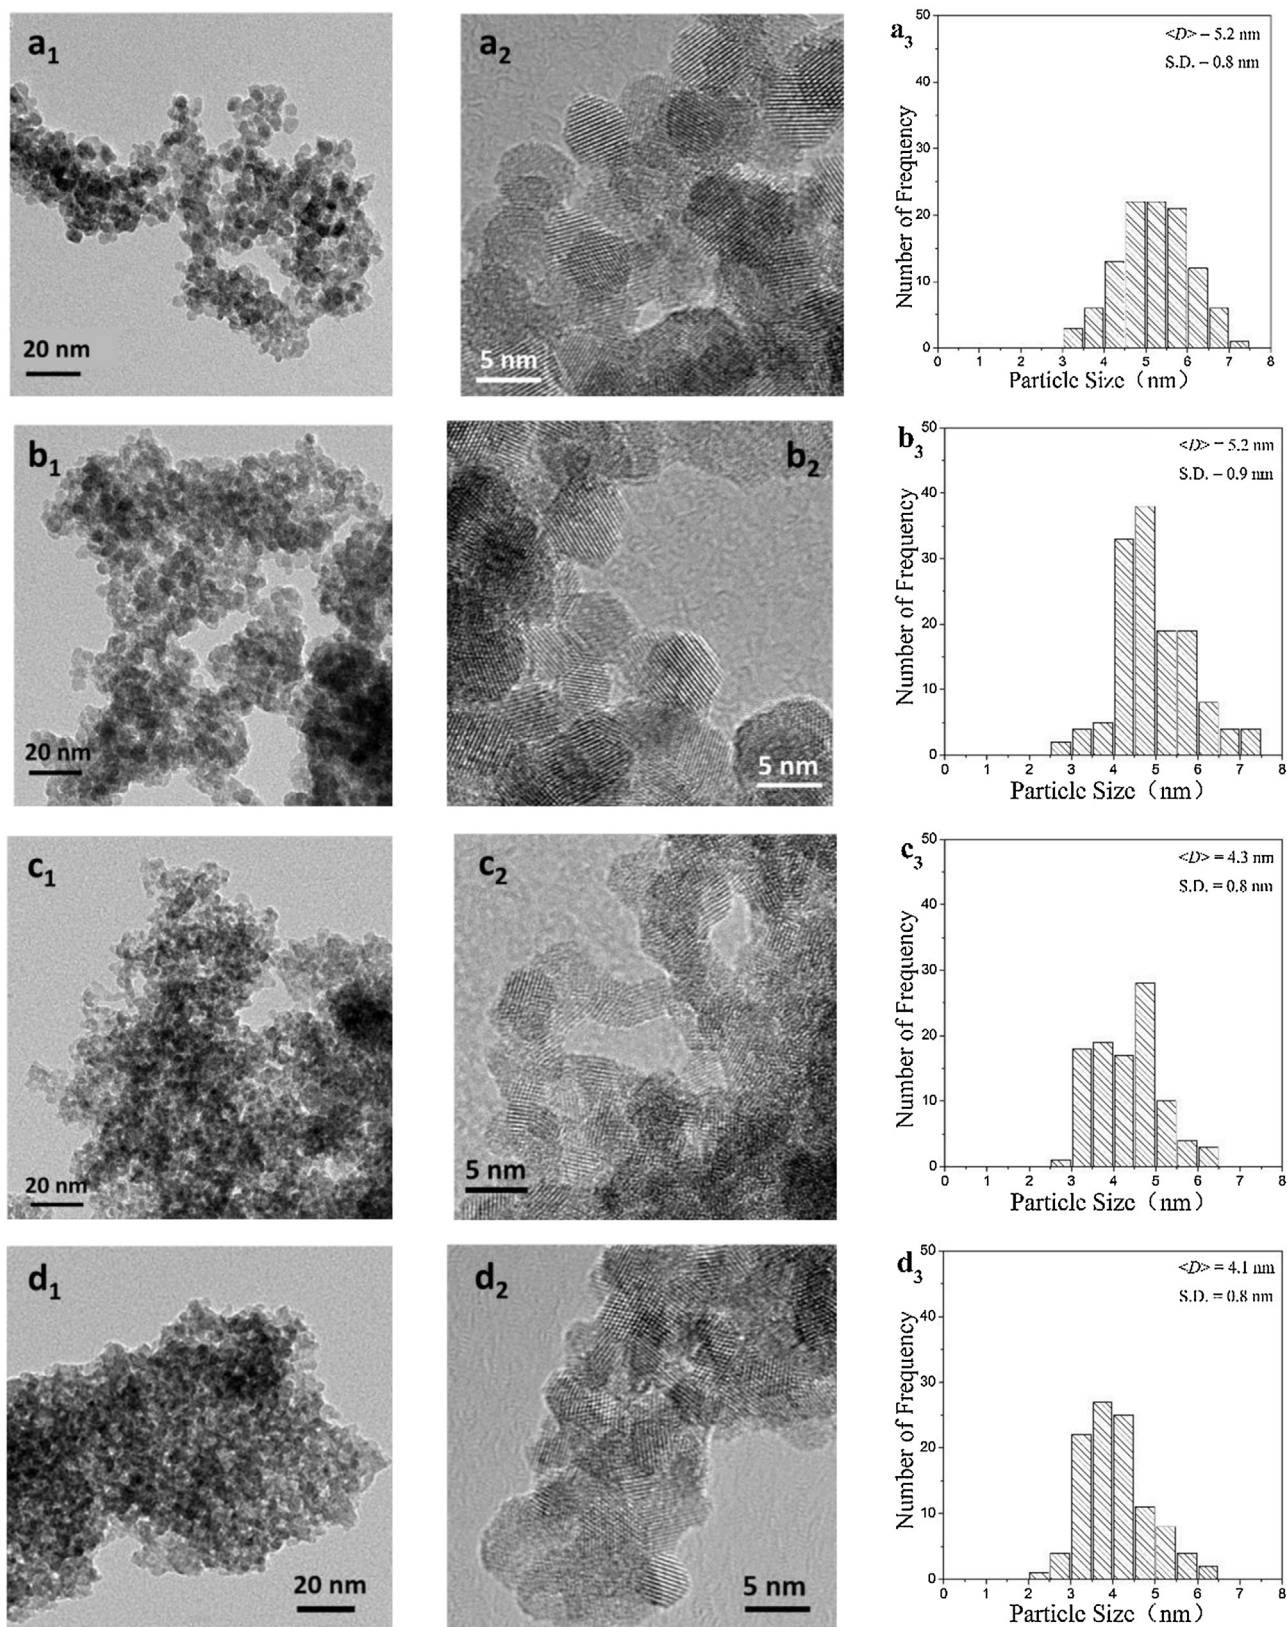 a1
20 nm
a2
5 nm
a3
<D> = 5.2 nm
S.D. = 0.8 nm
Number of Frequency
50
40
30
20
10
0
0 1 2 3 4 5 6 7 8
Particle Size (nm)
b1
20 nm
b2
5 nm
b3
<D> = 5.2 nm
S.D. = 0.9 nm
Number of Frequency
50
40
30
20
10
0
0 1 2 3 4 5 6 7 8
Particle Size (nm)
c1
20 nm
c2
5 nm
c3
<D> = 4.3 nm
S.D. = 0.8 nm
Number of Frequency
50
40
30
20
10
0
0 1 2 3 4 5 6 7 8
Particle Size (nm)
d1
20 nm
d2
5 nm
d3
<D> = 4.1 nm
S.D. = 0.8 nm
Number of Frequency
50
40
30
20
10
0
0 1 2 3 4 5 6 7 8
Particle Size (nm)